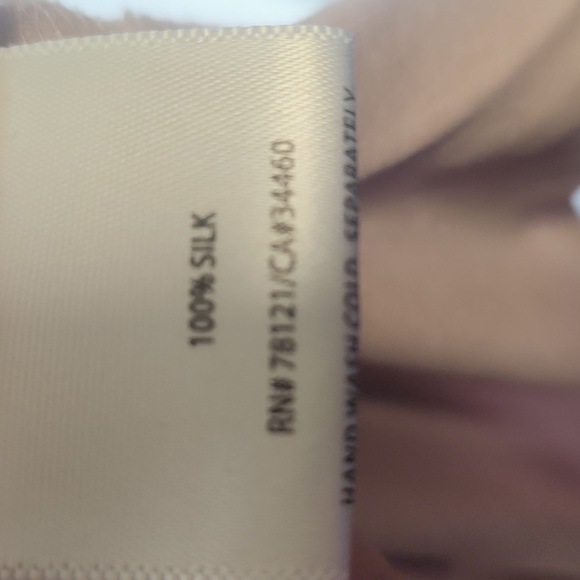 100% SILK
RN# 78121/CA#34460
HAND WASH COLD SEPARATELY